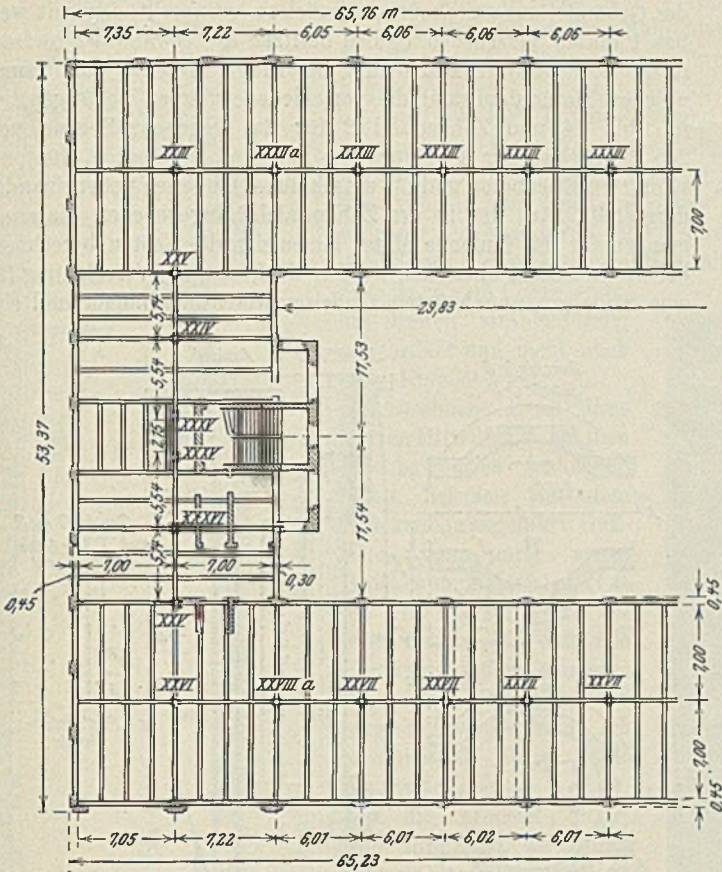 65,76 m
7,35 7,22 6,05 6,06 6,06 6,06
XXIII XXXII a XXXIII XXXIII XXXIII XXXIII
7,00
XXV
29,83
5,74
XXIV
5,54
11,53
53,37
XXXV
2,75
XXXV
5,54
11,54
XXXVI
7,00 7,00 0,30
5,74
0,45
0,45
XXV
7,00
XXVI XXVIII a XXVII XXVII XXVII XXVII
7,00
0,45
7,05 7,22 6,01 6,01 6,02 6,01
65,23